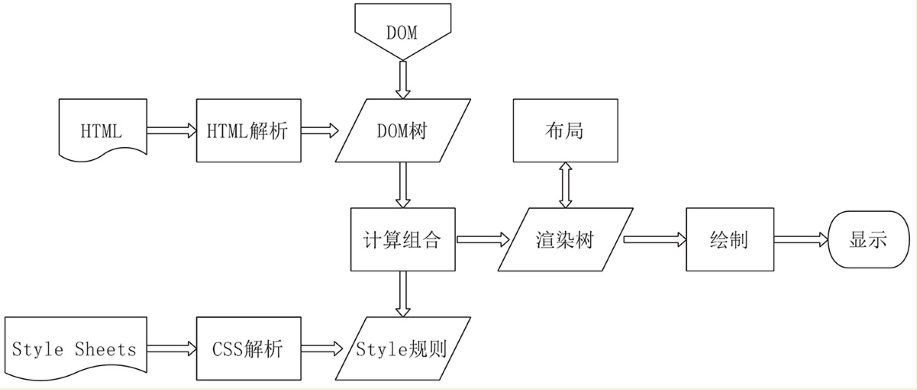 DOM
HTML
HTML解析
DOM树
布局
计算组合
渲染树
绘制
显示
Style Sheets
CSS解析
Style规则